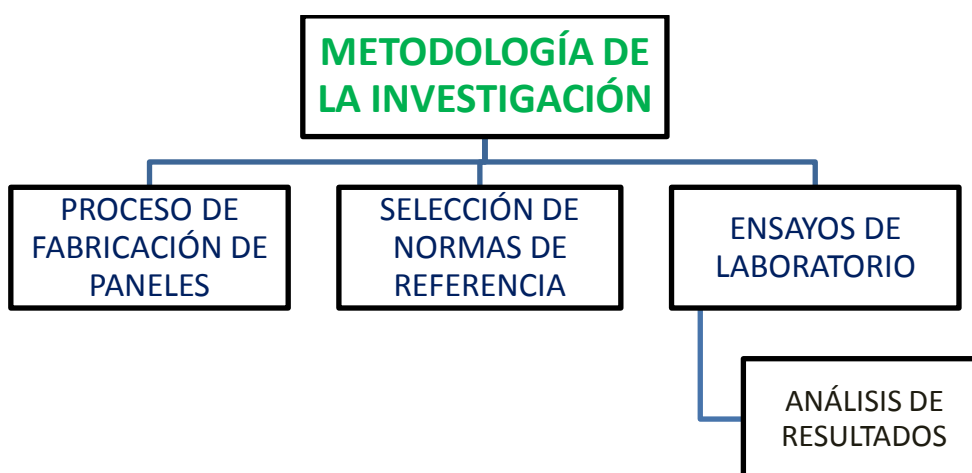 METODOLOGÍA DE
LA INVESTIGACIÓN
PROCESO DE
FABRICACIÓN DE
PANELES
SELECCIÓN DE
NORMAS DE
REFERENCIA
ENSAYOS DE
LABORATORIO
ANÁLISIS DE
RESULTADOS